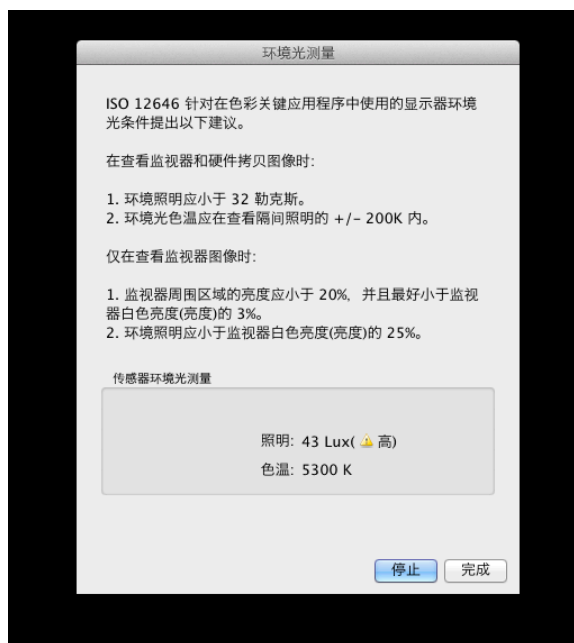 环境光测量
ISO 12646 针对在色彩关键应用程序中使用的显示器环境
光条件提出以下建议。
在查看监视器和硬件拷贝图像时:
1. 环境照明应小于 32 勒克斯。
2. 环境光色温应在查看隔间照明的 +/- 200K 内。
仅在查看监视器图像时:
1. 监视器周围区域的亮度应小于 20%, 并且最好小于监视
器白色亮度(亮度)的 3%。
2. 环境照明应小于监视器白色亮度(亮度)的 25%。
传感器环境光测量
照明: 43 Lux( 高)
色温: 5300 K
停止 完成